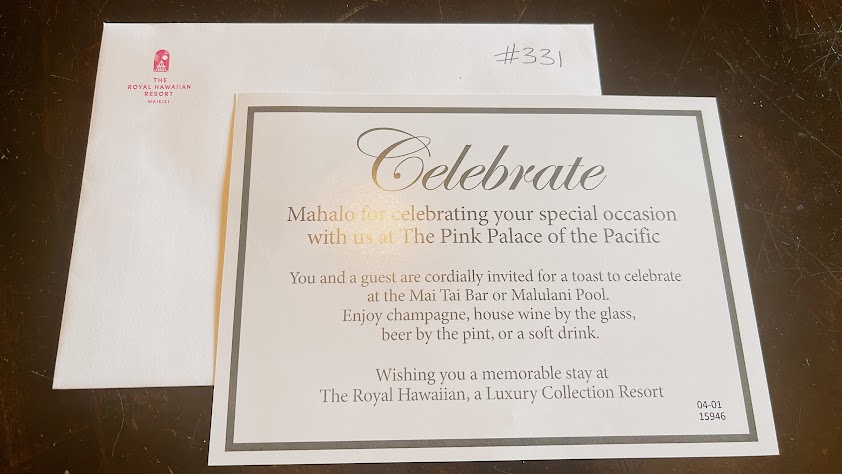 THE
ROYAL HAWAIIAN
RESORT
WAIKIKI
#331
Celebrate
Mahalo for celebrating your special occasion
with us at The Pink Palace of the Pacific
You and a guest are cordially invited for a toast to celebrate
at the Mai Tai Bar or Malulani Pool.
Enjoy champagne, house wine by the glass,
beer by the pint, or a soft drink.
Wishing you a memorable stay at
The Royal Hawaiian, a Luxury Collection Resort
04-01
15946